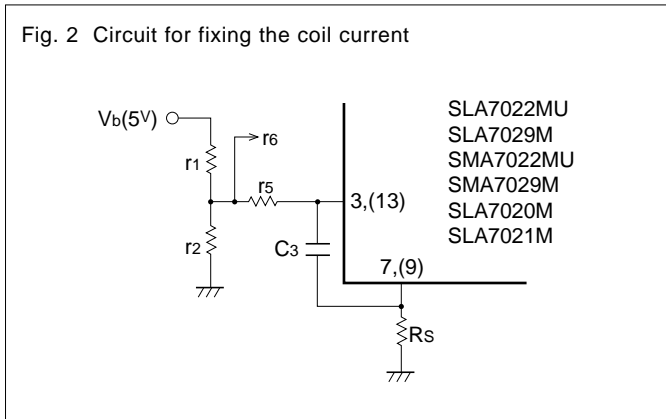 Fig. 2 Circuit for fixing the coil current
Vb(5V)
r6
r1
r5
r2
C3
3,(13)
7,(9)
RS
SLA7022MU
SLA7029M
SMA7022MU
SMA7029M
SLA7020M
SLA7021M